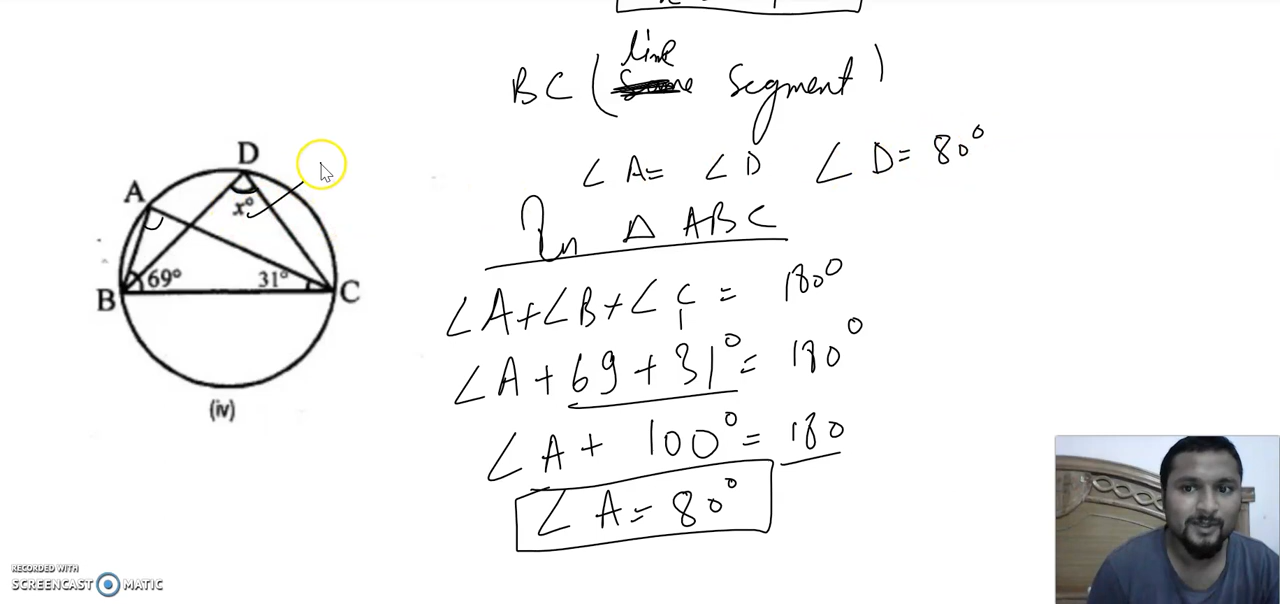 BC (line segment)
∠A = ∠D ∠D = 80°
In Δ ABC
∠A+∠B+∠C = 180°
∠A + 69 + 31° = 180°
∠A + 100° = 180
∠A = 80°
D
A
x°
69°
31°
B
C
(iv)
RECORDED WITH
SCREENCAST MATIC